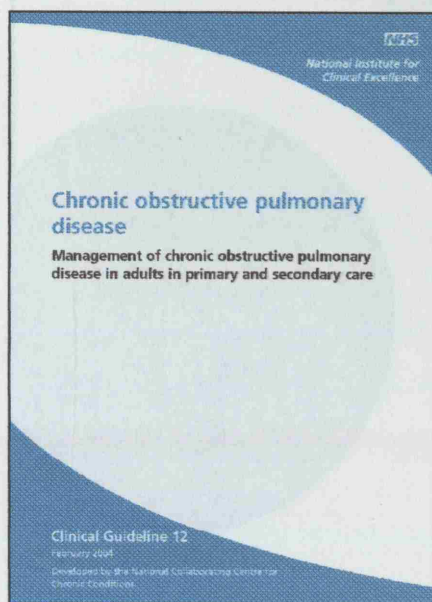 NHS
National Institute for
Clinical Excellence
Chronic obstructive pulmonary
disease
Management of chronic obstructive pulmonary
disease in adults in primary and secondary care
Clinical Guideline 12
February 2004
Developed by the National Collaborating Centre for
Chronic Conditions